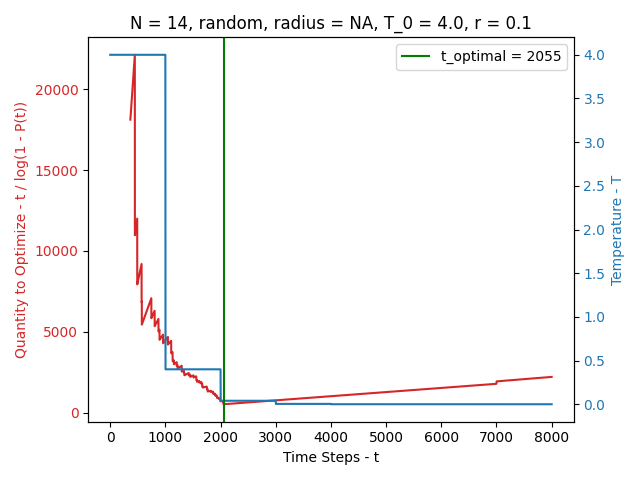 N = 14, random, radius = NA, T_0 = 4.0, r = 0.1
t_optimal = 2055
Quantity to Optimize - t / log(1 - P(t))
20000
15000
10000
5000
0
4.0
3.5
3.0
2.5
2.0
1.5
1.0
0.5
0.0
Temperature - T
0 1000 2000 3000 4000 5000 6000 7000 8000
Time Steps - t